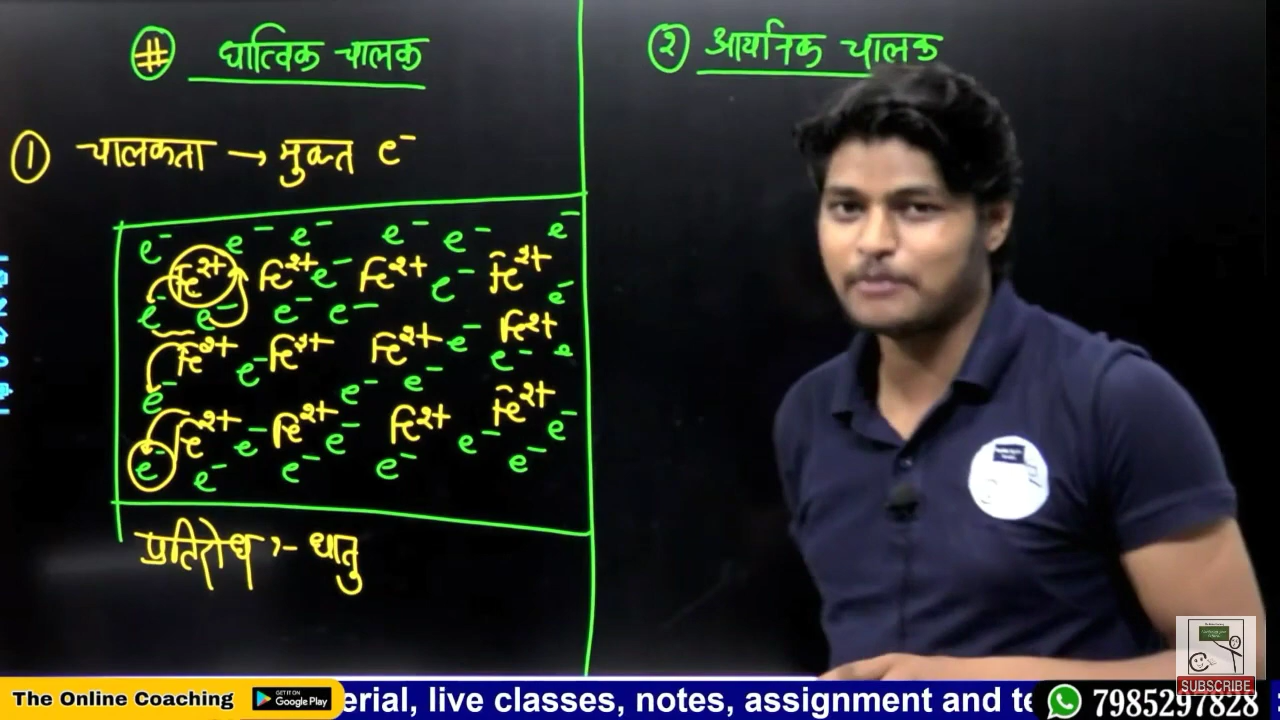 # धात्विक चालक
① चालकता → मुक्त e⁻
e⁻ e⁻ e⁻ e⁻ e⁻ e⁻
Fe²⁺ Fe²⁺ e⁻ Fe²⁺ e⁻ Fe²⁺
e⁻ e⁻ e⁻ e⁻ e⁻
Fe²⁺ e⁻ Fe²⁺ Fe²⁺ e⁻ Fe²⁺ e⁻ e⁻
e⁻ e⁻ e⁻
Fe²⁺ e⁻ Fe²⁺ e⁻ Fe²⁺ e⁻ Fe²⁺ e⁻
e⁻ e⁻ e⁻ e⁻ e⁻
प्रतिरोध :- धातु
② आयनिक चालक
The Online Coaching
GET IT ON
Google Play
erial, live classes, notes, assignment and te
7985297828
SUBSCRIBE